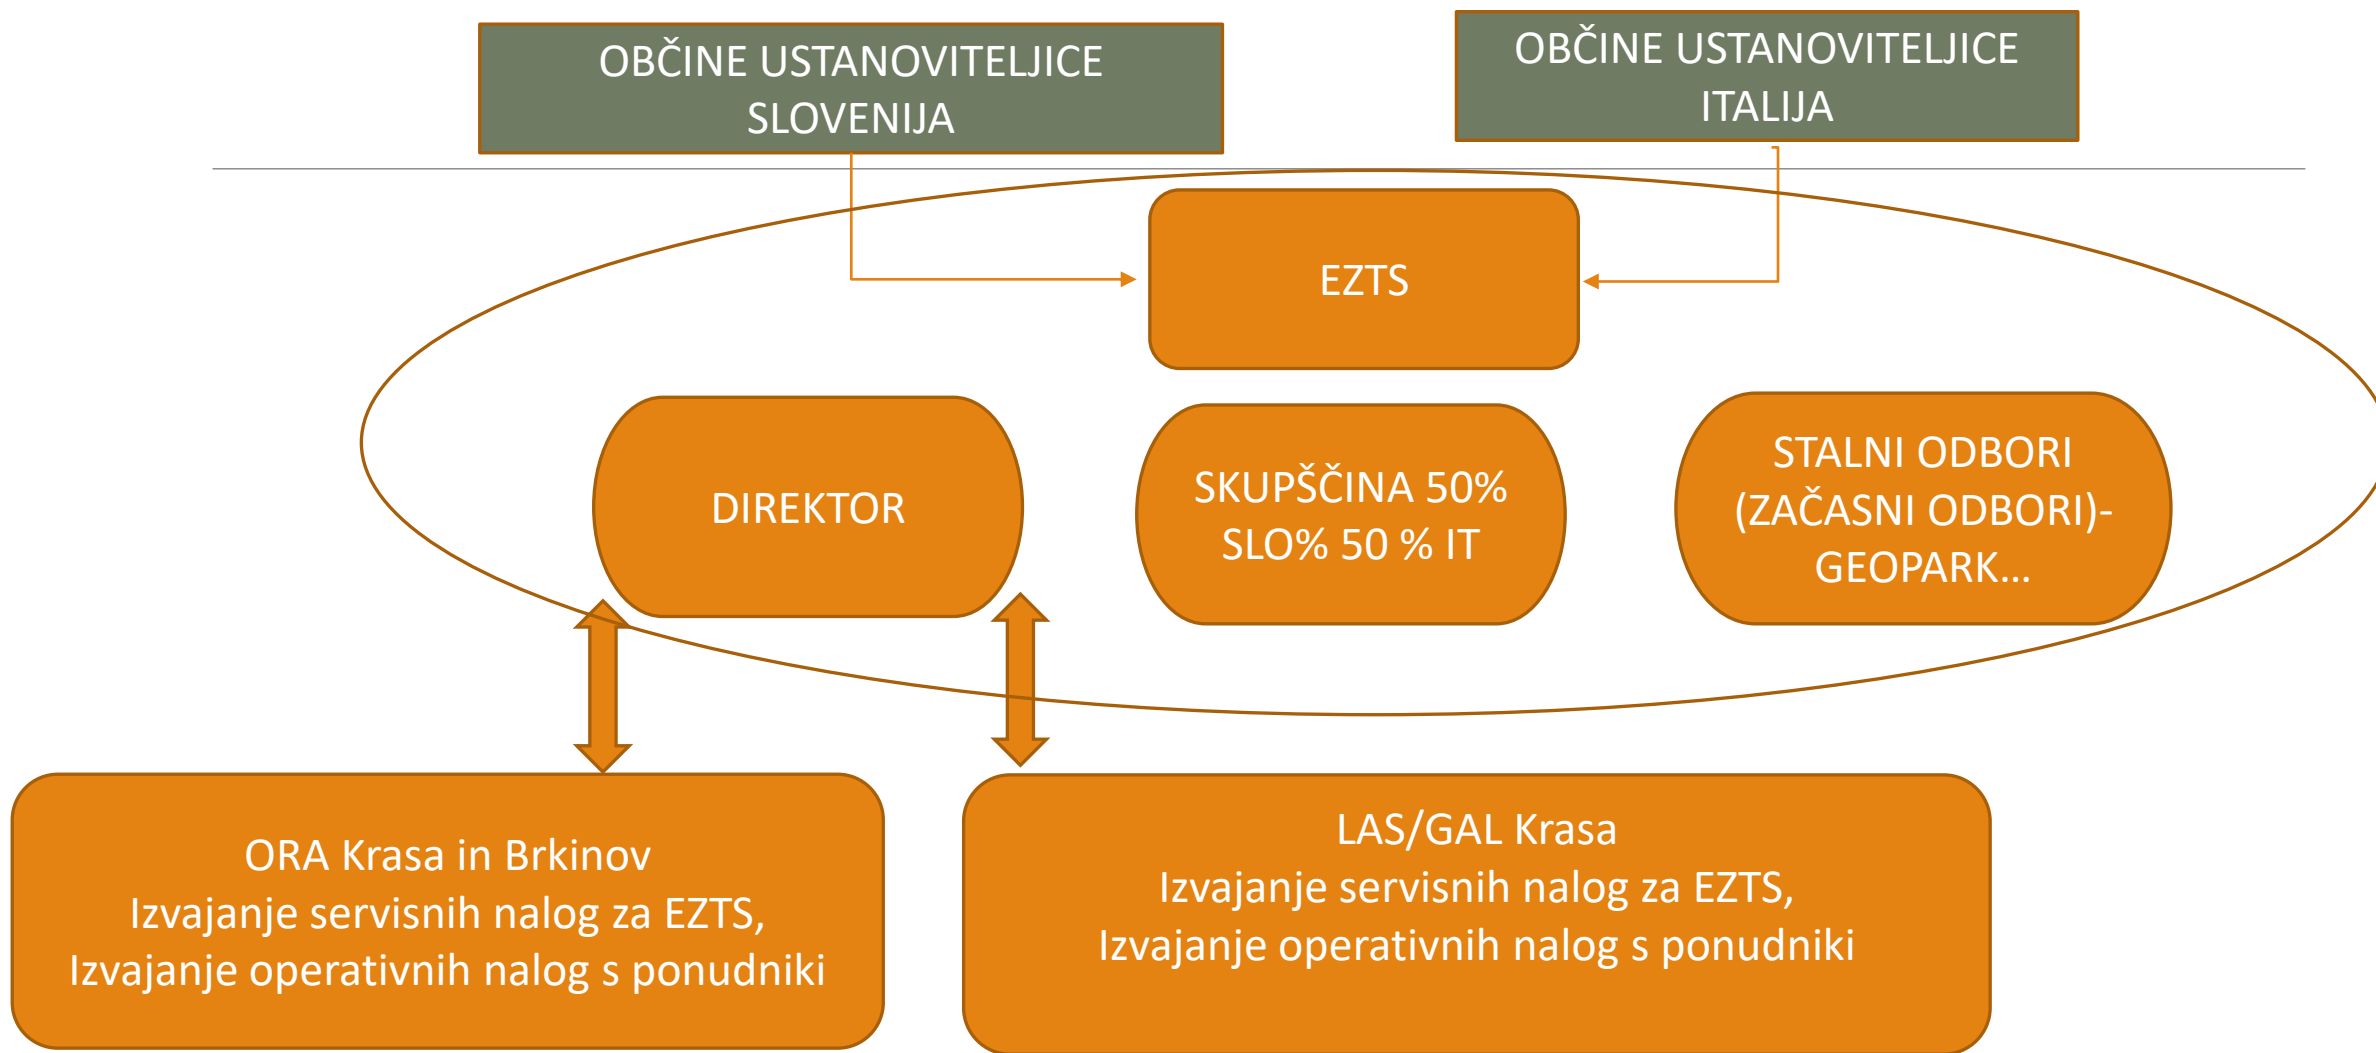 OBČINE USTANOVITELJICE
SLOVENIJA
OBČINE USTANOVITELJICE
ITALIJA
EZTS
DIREKTOR
SKUPŠČINA 50%
SLO% 50 % IT
STALNI ODBORI
(ZAČASNI ODBORI)-
GEOPARK...
ORA Krasa in Brkinov
Izvajanje servisnih nalog za EZTS,
Izvajanje operativnih nalog s ponudniki
LAS/GAL Krasa
Izvajanje servisnih nalog za EZTS,
Izvajanje operativnih nalog s ponudniki